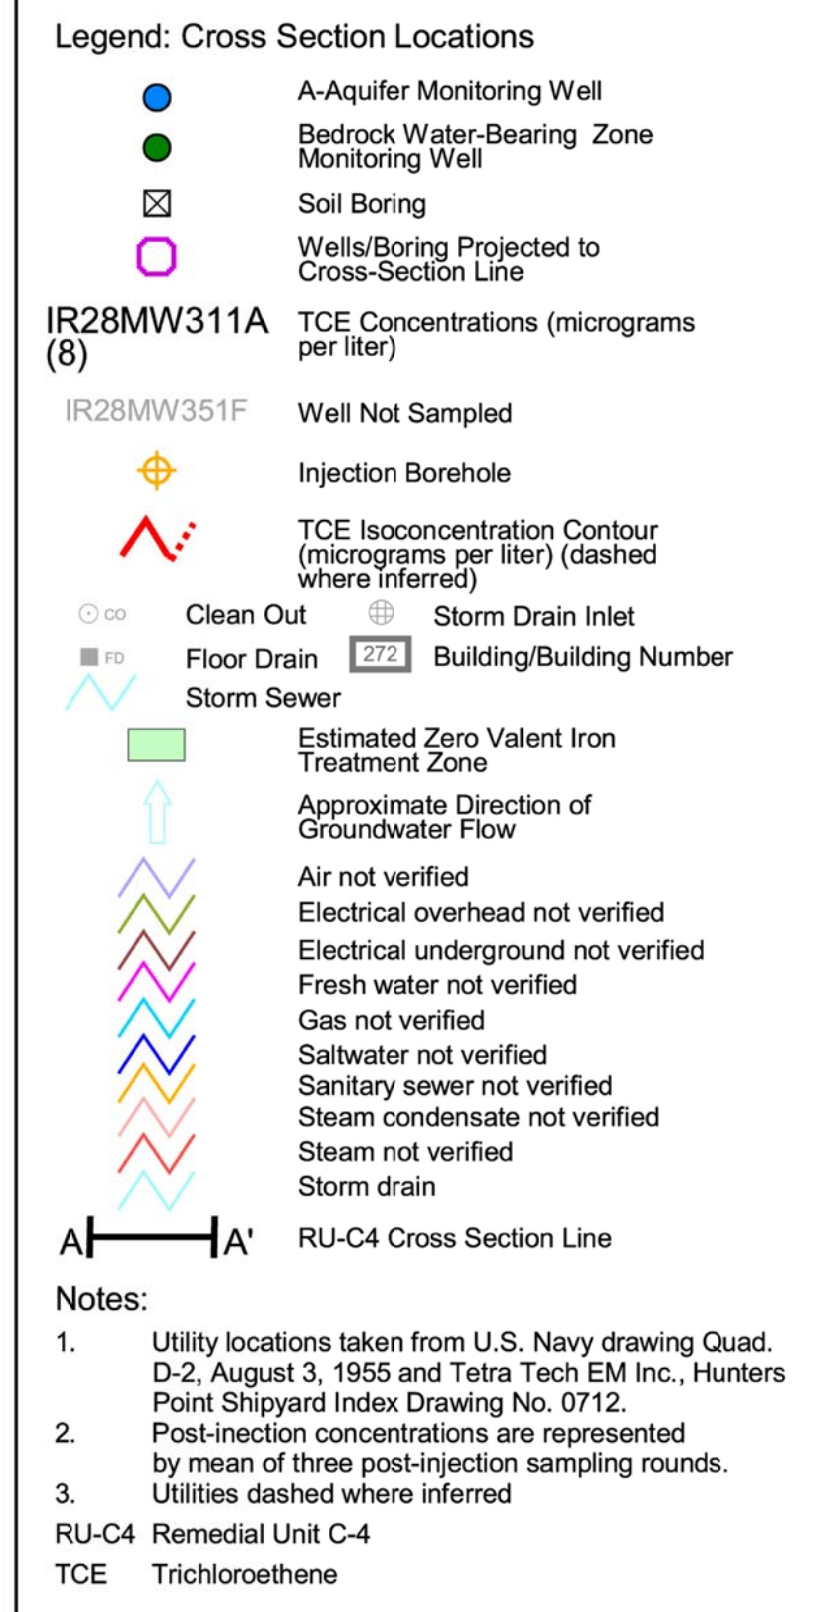 Legend: Cross Section Locations
A-Aquifer Monitoring Well
Bedrock Water-Bearing Zone
Monitoring Well
Soil Boring
Wells/Boring Projected to
Cross-Section Line
IR28MW311A TCE Concentrations (micrograms
(8) per liter)
IR28MW351F Well Not Sampled
Injection Borehole
TCE Isoconcentration Contour
(micrograms per liter) (dashed
where inferred)
CO Clean Out Storm Drain Inlet
FD Floor Drain 272 Building/Building Number
Storm Sewer
Estimated Zero Valent Iron
Treatment Zone
Approximate Direction of
Groundwater Flow
Air not verified
Electrical overhead not verified
Electrical underground not verified
Fresh water not verified
Gas not verified
Saltwater not verified
Sanitary sewer not verified
Steam condensate not verified
Steam not verified
Storm drain
A A' RU-C4 Cross Section Line
Notes:
1. Utility locations taken from U.S. Navy drawing Quad.
D-2, August 3, 1955 and Tetra Tech EM Inc., Hunters
Point Shipyard Index Drawing No. 0712.
2. Post-inection concentrations are represented
by mean of three post-injection sampling rounds.
3. Utilities dashed where inferred
RU-C4 Remedial Unit C-4
TCE Trichloroethene